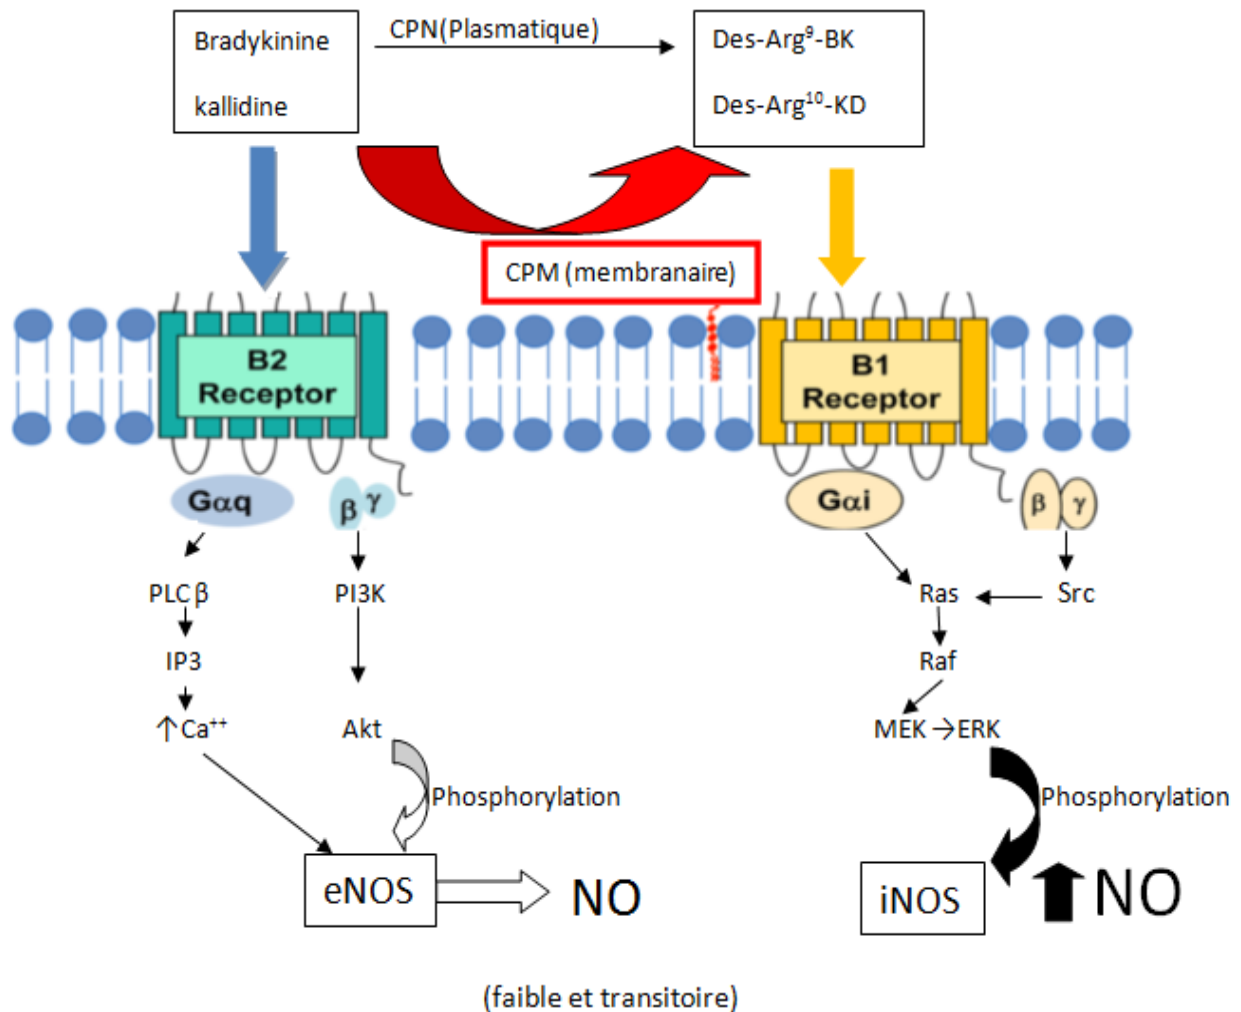 Bradykinine
kallidine
CPN(Plasmatique)
Des-Arg⁹-BK
Des-Arg¹⁰-KD
CPM (membranaire)
B2
Receptor
B1
Receptor
Gαq
β γ
Gαi
β γ
PLCβ
PI3K
Ras
Src
IP3
Raf
↑Ca⁺⁺
Akt
MEK →ERK
Phosphorylation
Phosphorylation
eNOS
NO
iNOS
NO
(faible et transitoire)